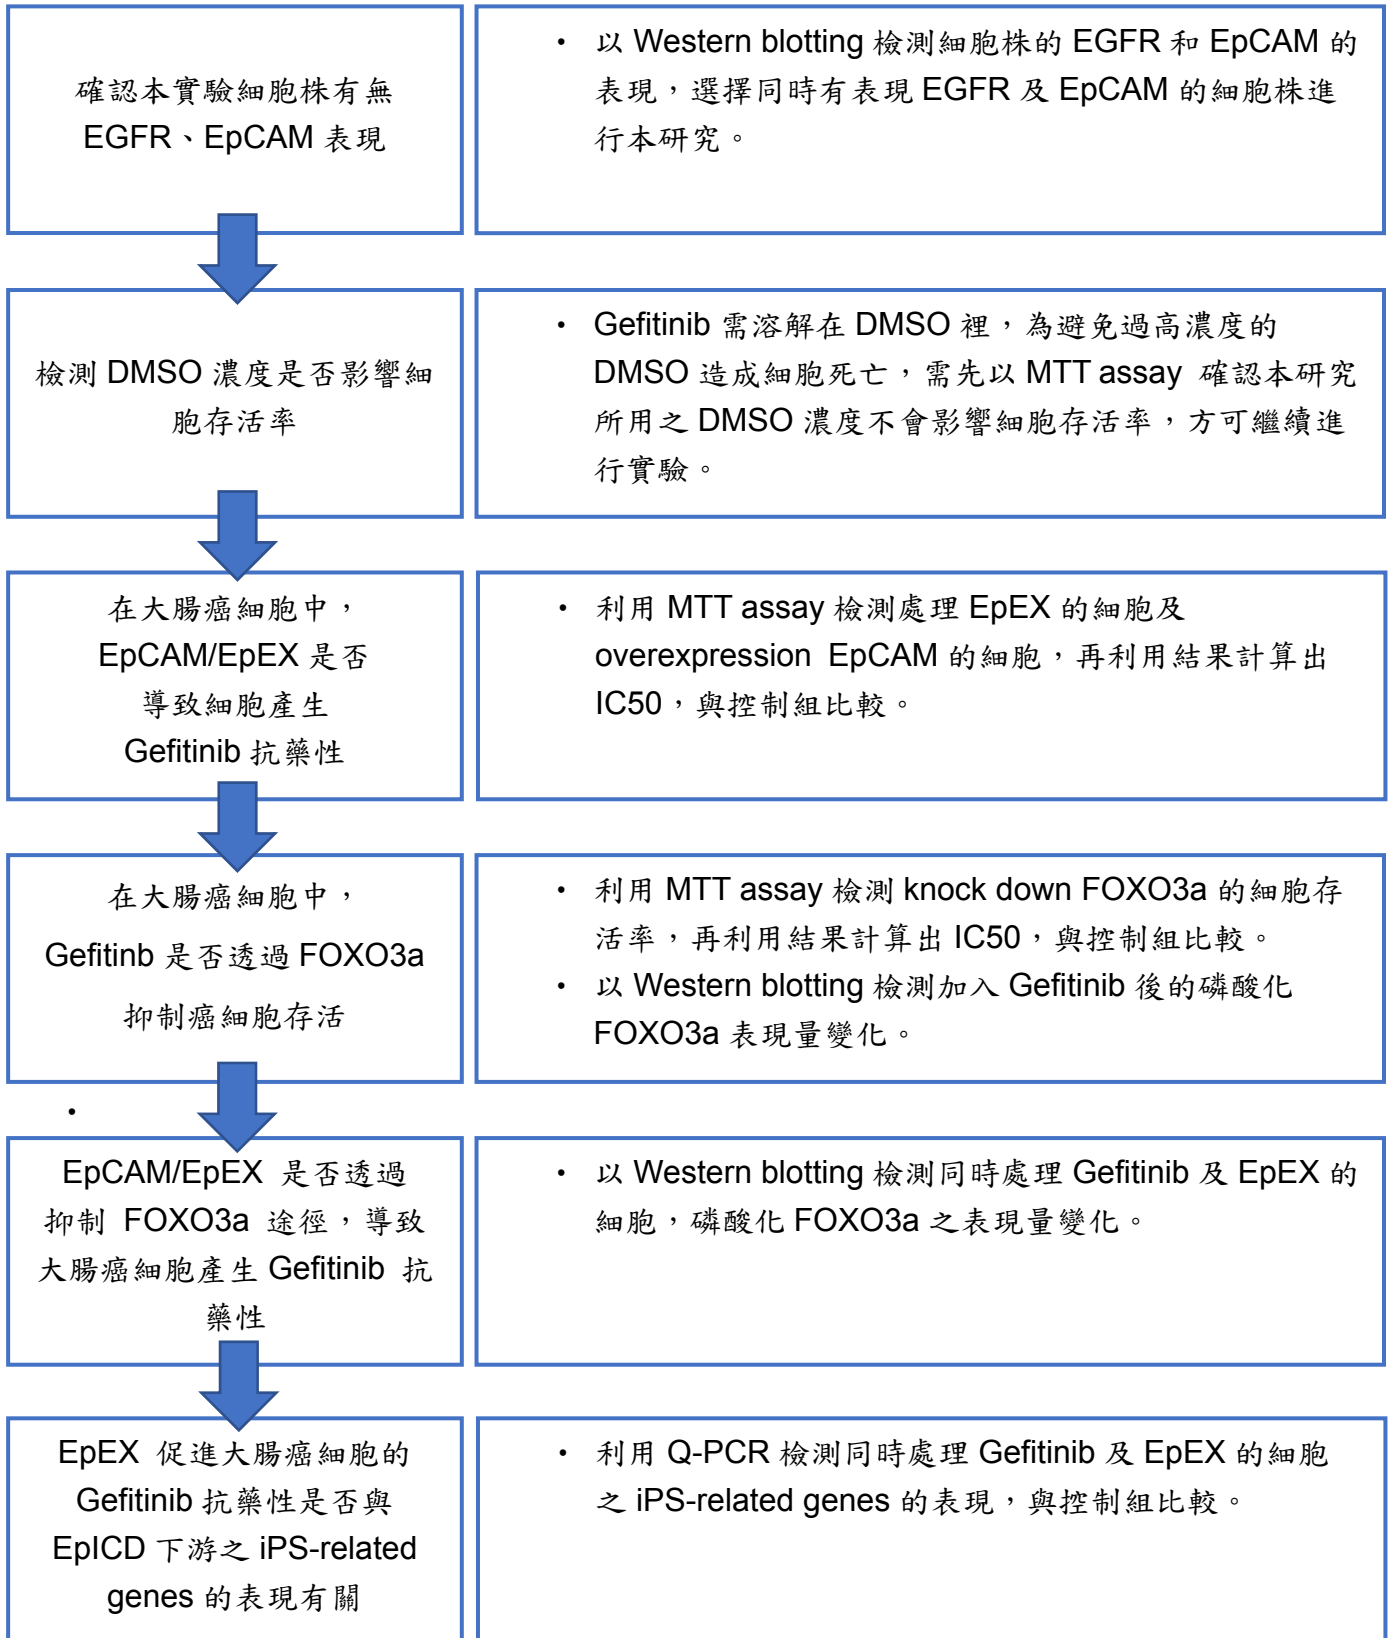 確認本實驗細胞株有無
EGFR、EpCAM 表現
• 以 Western blotting 檢測細胞株的 EGFR 和 EpCAM 的
表現，選擇同時有表現 EGFR 及 EpCAM 的細胞株進
行本研究。
檢測 DMSO 濃度是否影響細
胞存活率
• Gefitinib 需溶解在 DMSO 裡，為避免過高濃度的
DMSO 造成細胞死亡，需先以 MTT assay 確認本研究
所用之 DMSO 濃度不會影響細胞存活率，方可繼續進
行實驗。
在大腸癌細胞中，
EpCAM/EpEX 是否
導致細胞產生
Gefitinib 抗藥性
• 利用 MTT assay 檢測處理 EpEX 的細胞及
overexpression EpCAM 的細胞，再利用結果計算出
IC50，與控制組比較。
在大腸癌細胞中，
Gefitinb 是否透過 FOXO3a
抑制癌細胞存活
• 利用 MTT assay 檢測 knock down FOXO3a 的細胞存
活率，再利用結果計算出 IC50，與控制組比較。
• 以 Western blotting 檢測加入 Gefitinib 後的磷酸化
FOXO3a 表現量變化。
•
EpCAM/EpEX 是否透過
抑制 FOXO3a 途徑，導致
大腸癌細胞產生 Gefitinib 抗
藥性
• 以 Western blotting 檢測同時處理 Gefitinib 及 EpEX 的
細胞，磷酸化 FOXO3a 之表現量變化。
EpEX 促進大腸癌細胞的
Gefitinib 抗藥性是否與
EpICD 下游之 iPS-related
genes 的表現有關
• 利用 Q-PCR 檢測同時處理 Gefitinib 及 EpEX 的細胞
之 iPS-related genes 的表現，與控制組比較。